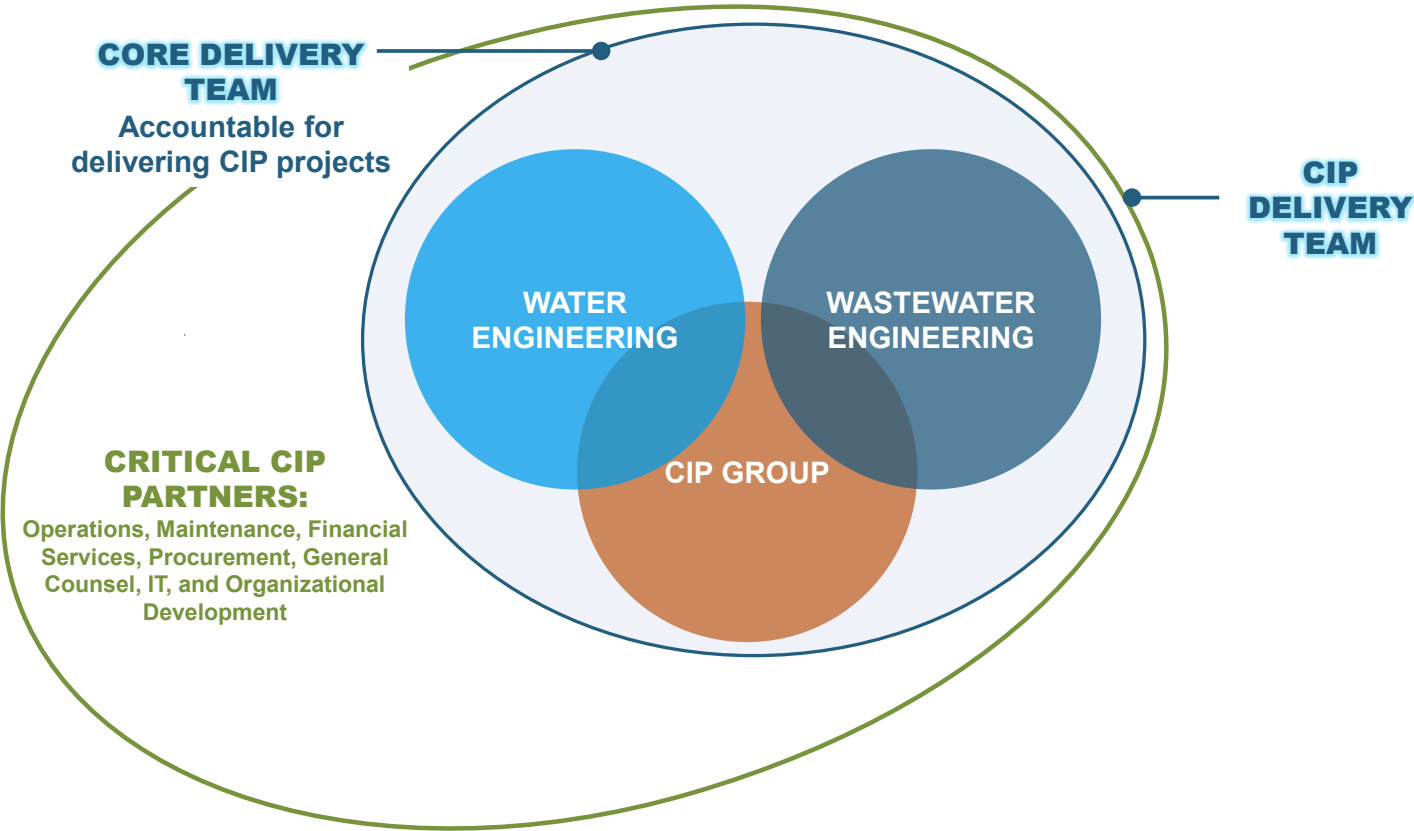 CORE DELIVERY
TEAM
Accountable for
delivering CIP projects
CIP
DELIVERY
TEAM
WATER
ENGINEERING
WASTEWATER
ENGINEERING
CIP GROUP
CRITICAL CIP
PARTNERS:
Operations, Maintenance, Financial
Services, Procurement, General
Counsel, IT, and Organizational
Development